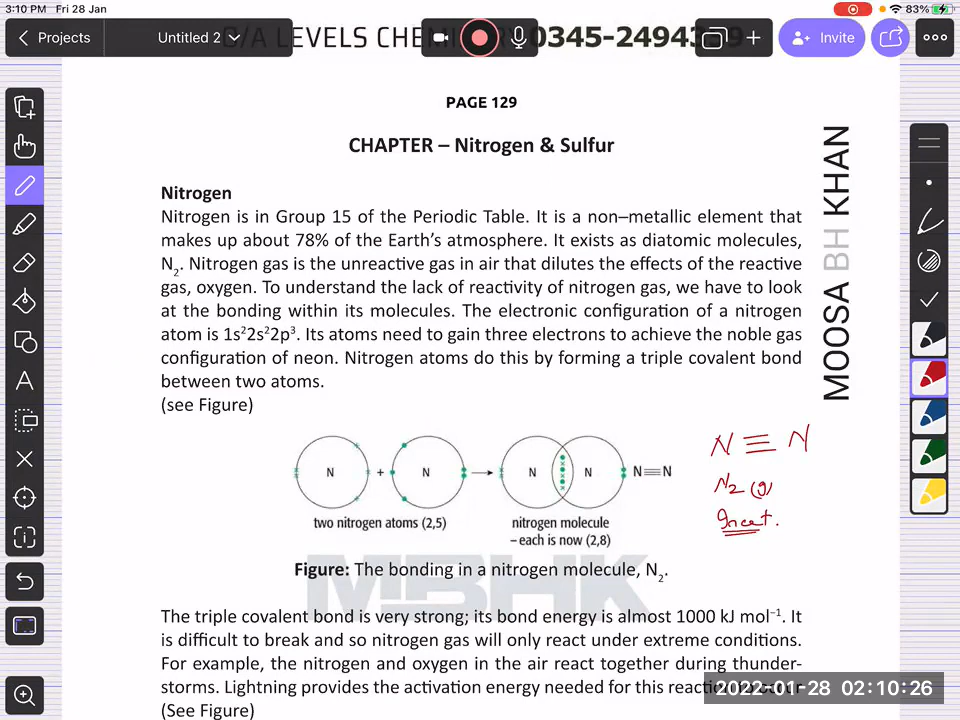 3:10 PM Fri 28 Jan
83%
Projects
Untitled 2
Invite
A LEVELS CHEM 0345-2494
PAGE 129
CHAPTER – Nitrogen & Sulfur
MOOSA BH KHAN
Nitrogen
Nitrogen is in Group 15 of the Periodic Table. It is a non–metallic element that
makes up about 78% of the Earth's atmosphere. It exists as diatomic molecules,
N₂. Nitrogen gas is the unreactive gas in air that dilutes the effects of the reactive
gas, oxygen. To understand the lack of reactivity of nitrogen gas, we have to look
at the bonding within its molecules. The electronic configuration of a nitrogen
atom is 1s²2s²2p³. Its atoms need to gain three electrons to achieve the noble gas
configuration of neon. Nitrogen atoms do this by forming a triple covalent bond
between two atoms.
(see Figure)
N + N → N N N≡N
two nitrogen atoms (2,5)
nitrogen molecule
– each is now (2,8)
N ≡ N
N₂ (g)
Inert.
MBHK
Figure: The bonding in a nitrogen molecule, N₂.
The triple covalent bond is very strong; its bond energy is almost 1000 kJ mol⁻¹. It
is difficult to break and so nitrogen gas will only react under extreme conditions.
For example, the nitrogen and oxygen in the air react together during thunder-
storms. Lightning provides the activation energy needed for this reaction
(See Figure)
2022-01-28 02:10:26